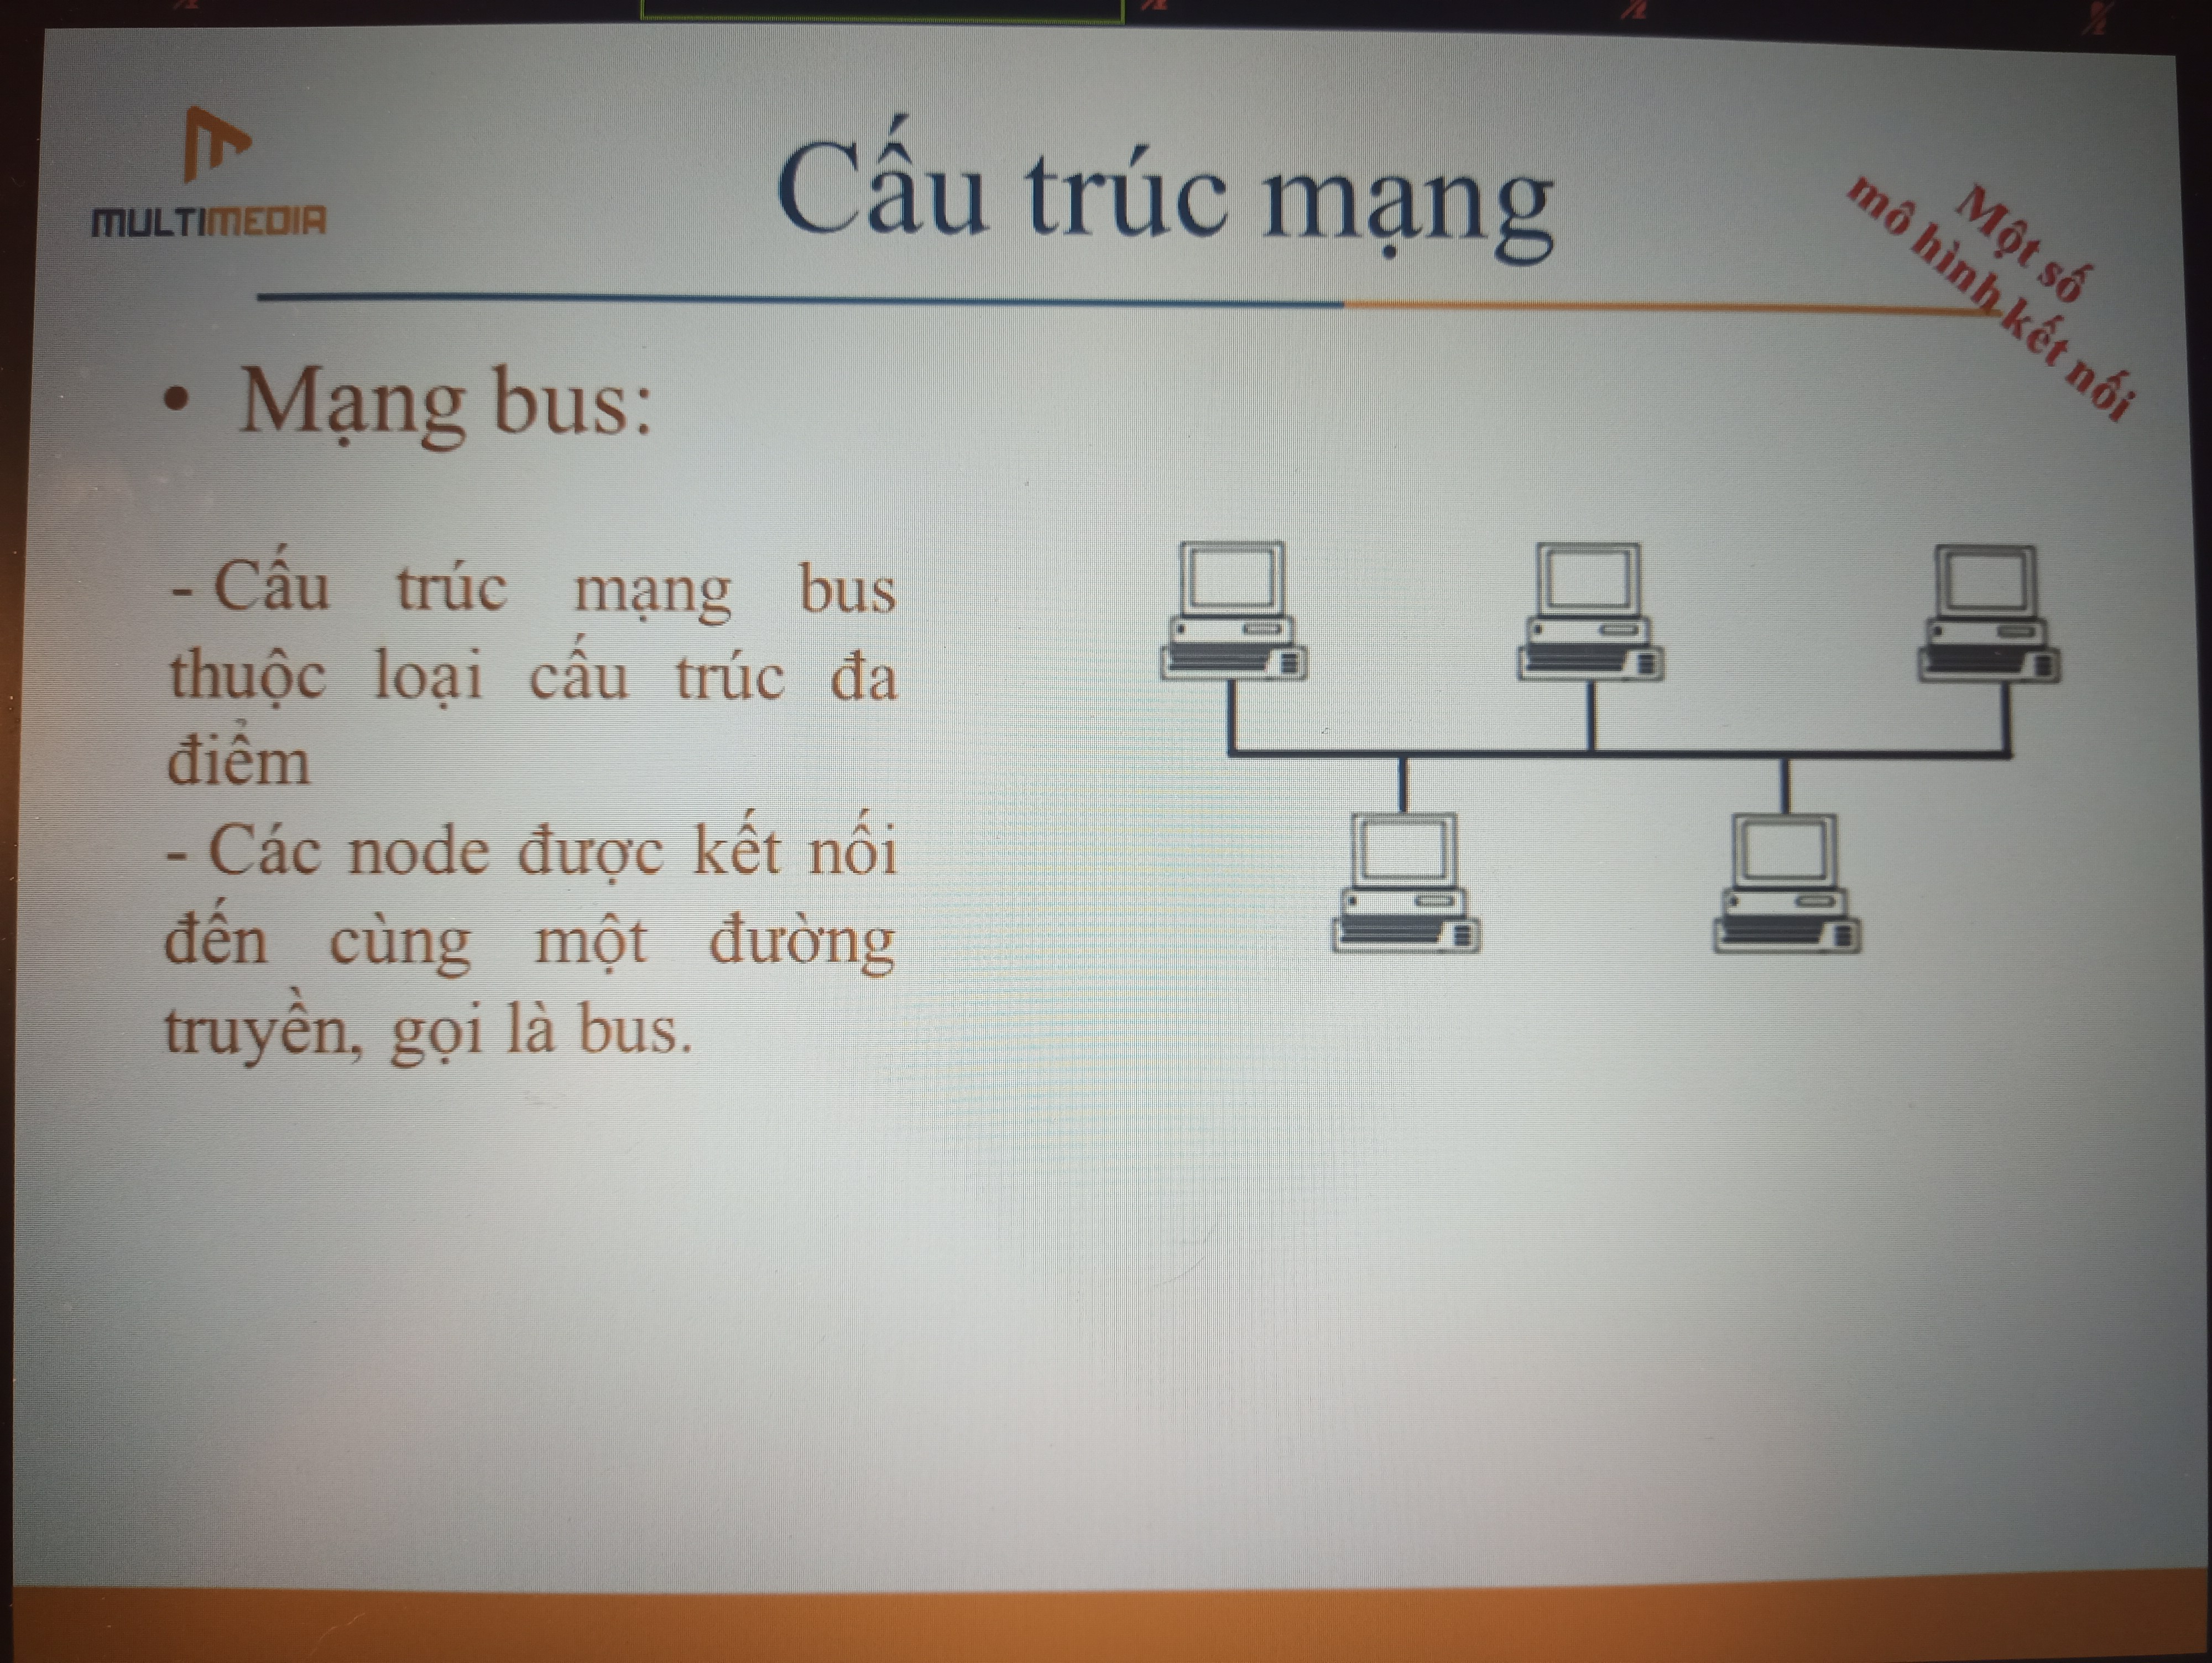 MULTIMEDIA
Cấu trúc mạng
Một số
mô hình kết nối
• Mạng bus:
- Cấu trúc mạng bus
thuộc loại cấu trúc đa
điểm
- Các node được kết nối
đến cùng một đường
truyền, gọi là bus.